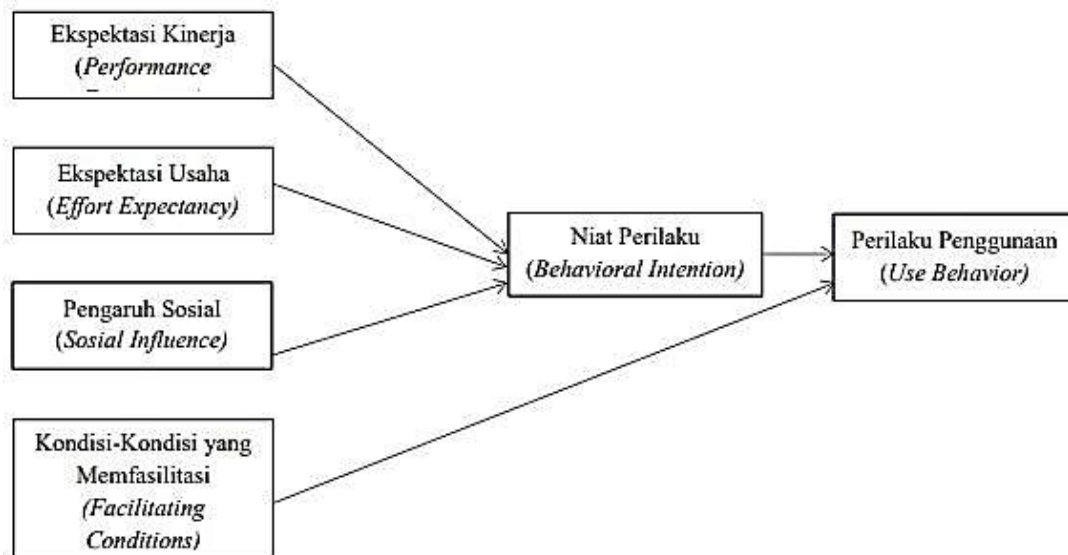 Ekspektasi Kinerja
(Performance
Ekspektasi Usaha
(Effort Expectancy)
Pengaruh Sosial
(Sosial Influence)
Kondisi-Kondisi yang
Memfasilitasi
(Facilitating
Conditions)
Niat Perilaku
(Behavioral Intention)
Perilaku Penggunaan
(Use Behavior)